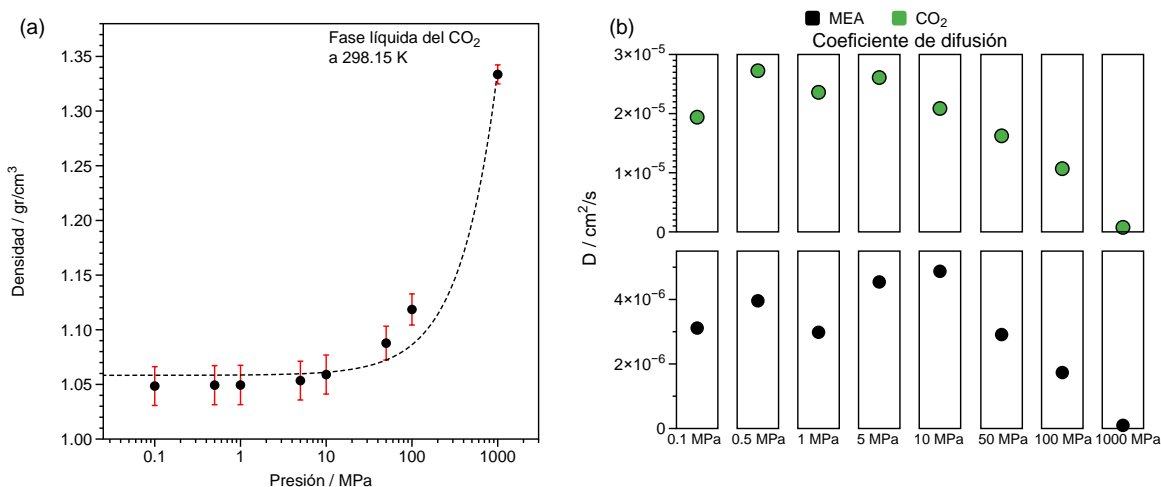 (a)
Fase líquida del CO₂
a 298.15 K
Densidad / gr/cm³
1.35
1.30
1.25
1.20
1.15
1.10
1.05
1.00
0.1
1
10
100
1000
Presión / MPa
(b)
MEA
CO₂
Coeficiente de difusión
D / cm²/s
3×10⁻⁵
2×10⁻⁵
1×10⁻⁵
0
4×10⁻⁶
2×10⁻⁶
0
0.1 MPa
0.5 MPa
1 MPa
5 MPa
10 MPa
50 MPa
100 MPa
1000 MPa